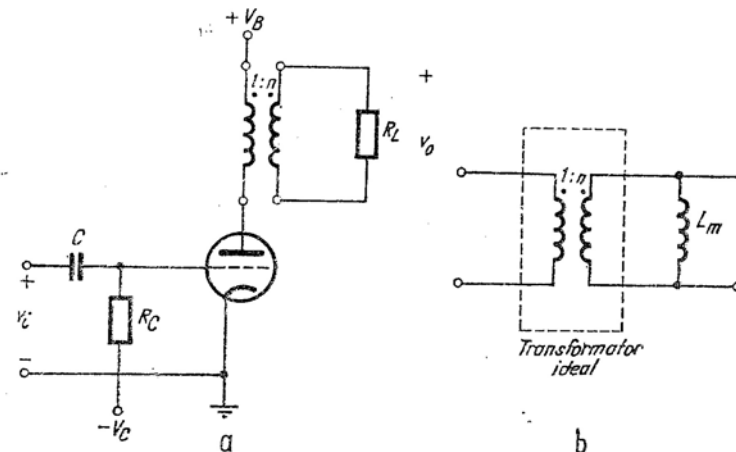 +V_B
1:n
+
R_L
v_o
C
+
v_i
R_C
-
-V_C
a
1:n
L_m
Transformator
ideal
b